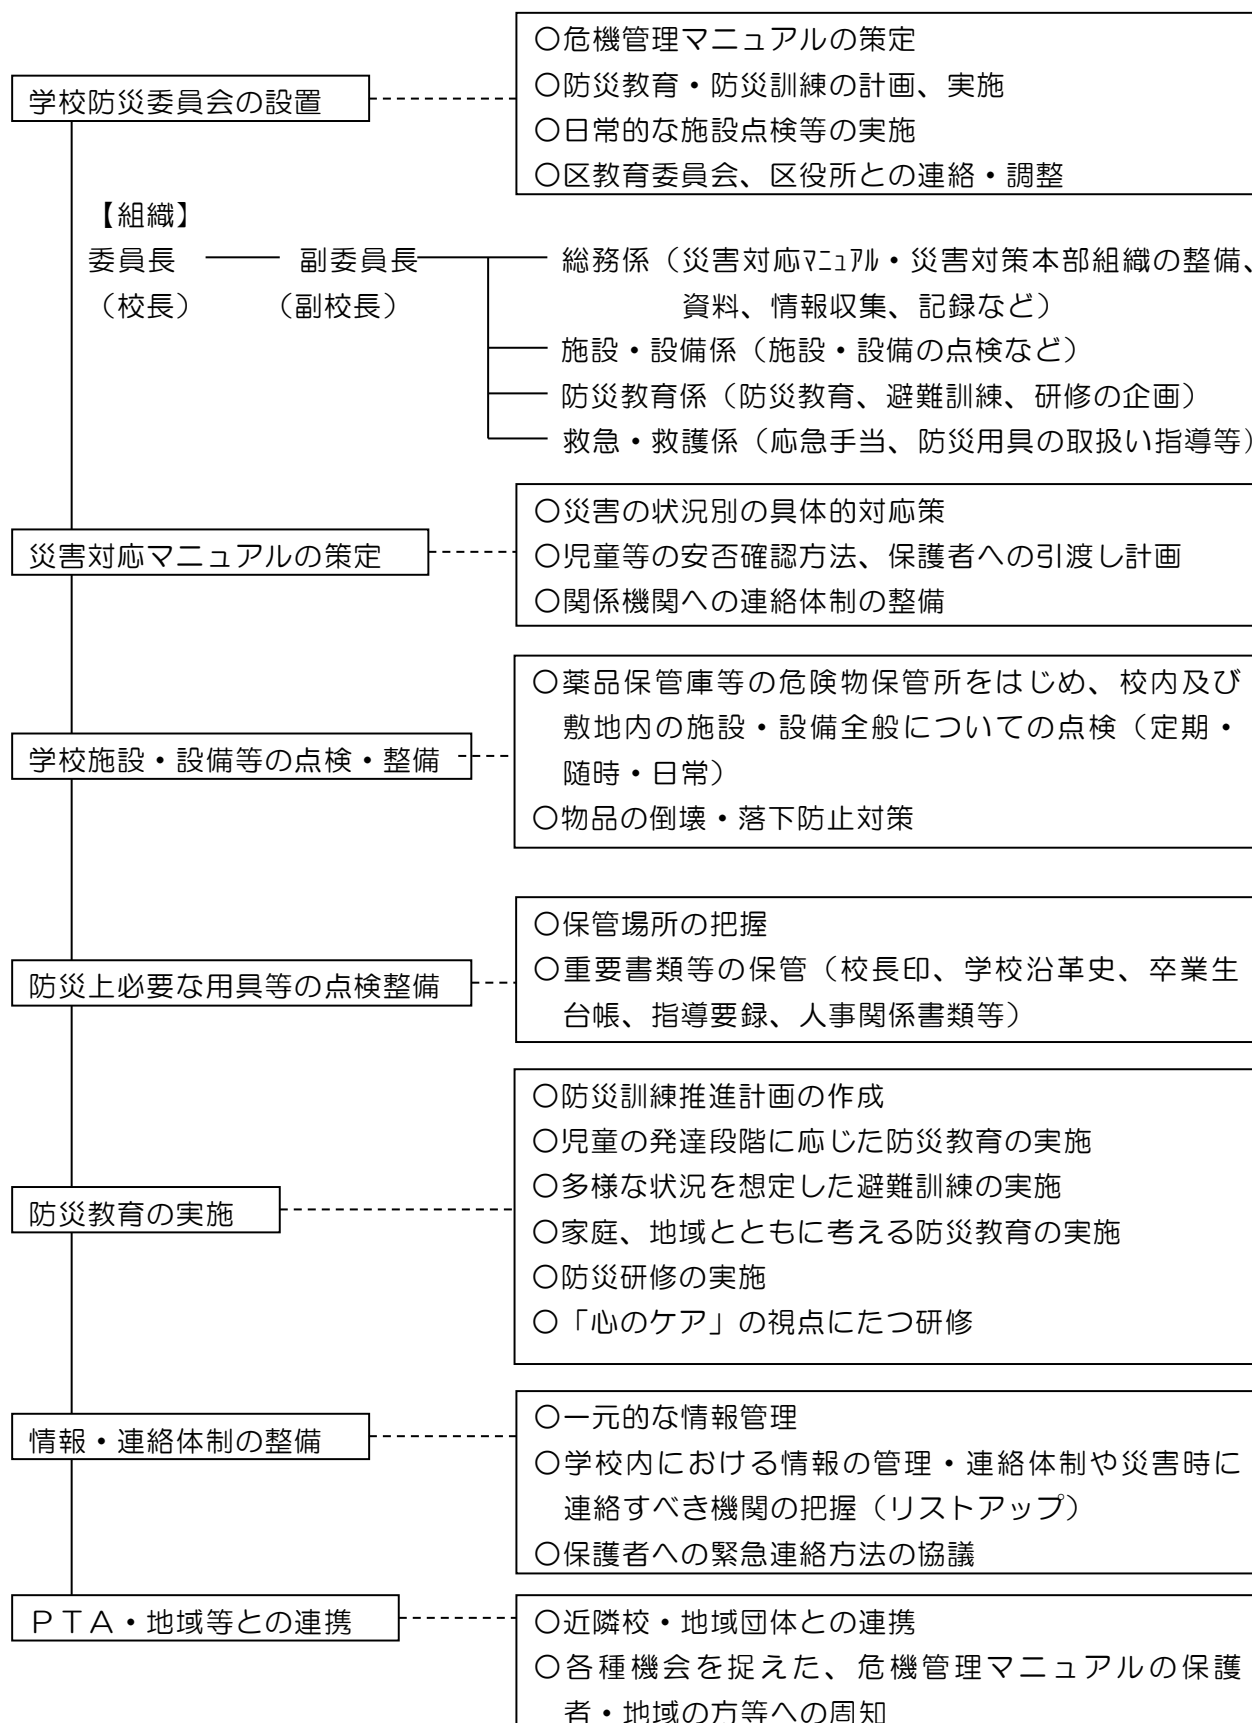 学校防災委員会の設置
〇危機管理マニュアルの策定
〇防災教育・防災訓練の計画、実施
〇日常的な施設点検等の実施
〇区教育委員会、区役所との連絡・調整
【組織】
委員長 副委員長 総務係（災害対応ﾏﾆｭｱﾙ・災害対策本部組織の整備、
（校長） （副校長） 資料、情報収集、記録など）
施設・設備係（施設・設備の点検など）
防災教育係（防災教育、避難訓練、研修の企画）
救急・救護係（応急手当、防災用具の取扱い指導等）
災害対応マニュアルの策定
〇災害の状況別の具体的対応策
〇児童等の安否確認方法、保護者への引渡し計画
〇関係機関への連絡体制の整備
学校施設・設備等の点検・整備
〇薬品保管庫等の危険物保管所をはじめ、校内及び
敷地内の施設・設備全般についての点検（定期・
随時・日常）
〇物品の倒壊・落下防止対策
防災上必要な用具等の点検整備
〇保管場所の把握
〇重要書類等の保管（校長印、学校沿革史、卒業生
台帳、指導要録、人事関係書類等）
防災教育の実施
〇防災訓練推進計画の作成
〇児童の発達段階に応じた防災教育の実施
〇多様な状況を想定した避難訓練の実施
〇家庭、地域とともに考える防災教育の実施
〇防災研修の実施
〇「心のケア」の視点にたつ研修
情報・連絡体制の整備
〇一元的な情報管理
〇学校内における情報の管理・連絡体制や災害時に
連絡すべき機関の把握（リストアップ）
〇保護者への緊急連絡方法の協議
ＰＴＡ・地域等との連携
〇近隣校・地域団体との連携
〇各種機会を捉えた、危機管理マニュアルの保護
者・地域の方等への周知